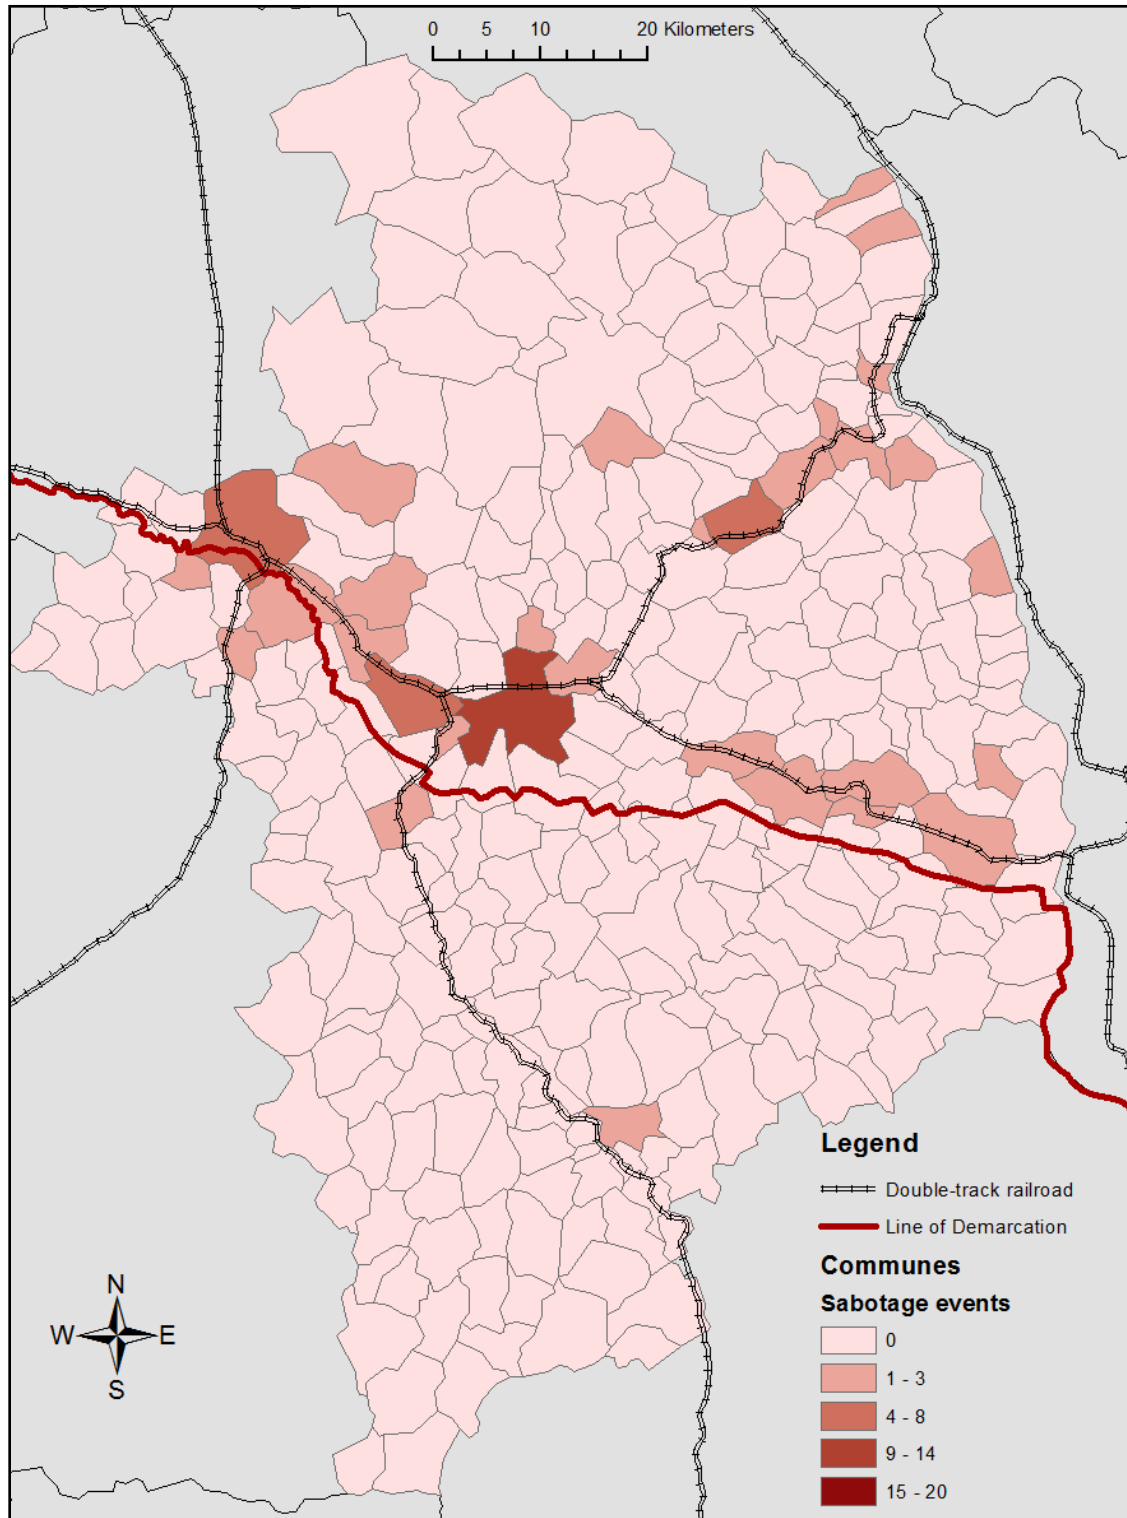 0 5 10 20 Kilometers
Legend
Double-track railroad
Line of Demarcation
Communes
Sabotage events
0
1 - 3
4 - 8
9 - 14
15 - 20
N
W E
S